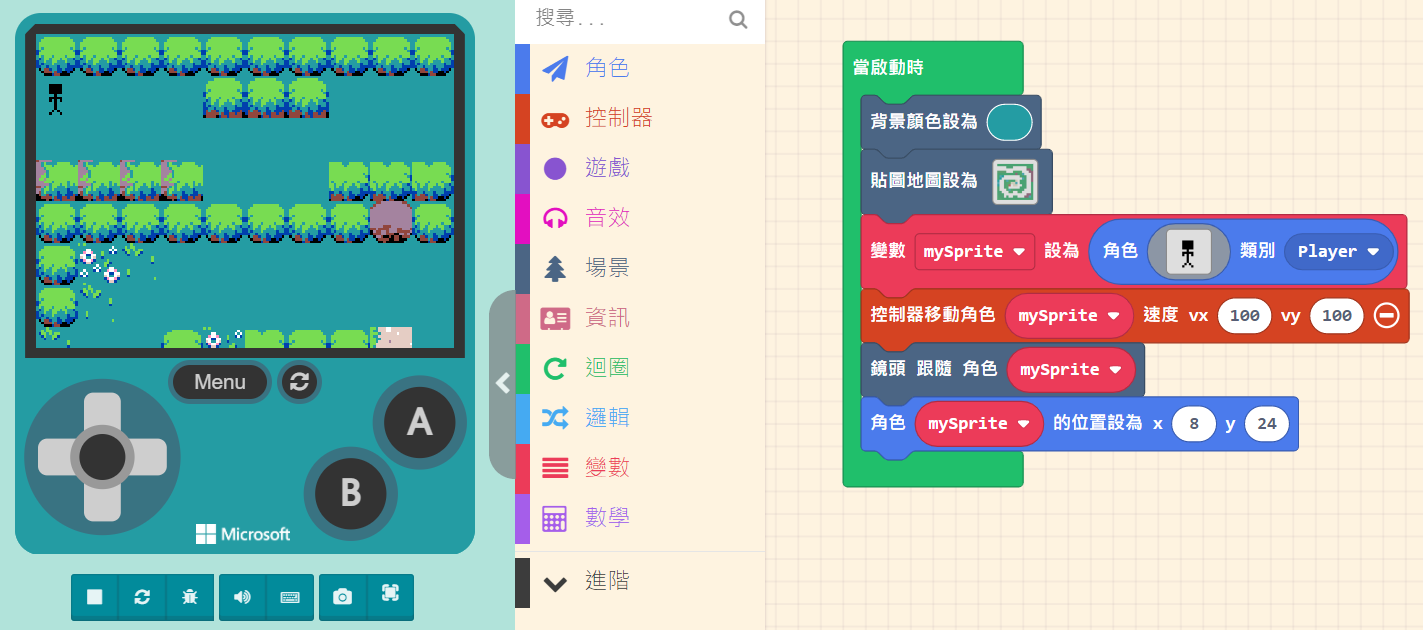 Menu
A
B
Microsoft
搜尋...
角色
控制器
遊戲
音效
場景
資訊
迴圈
邏輯
變數
數學
進階
當啟動時
背景顏色設為
貼圖地圖設為
變數 mySprite 設為 角色 類別 Player
控制器移動角色 mySprite 速度 vx 100 vy 100
鏡頭 跟隨 角色 mySprite
角色 mySprite 的位置設為 x 8 y 24